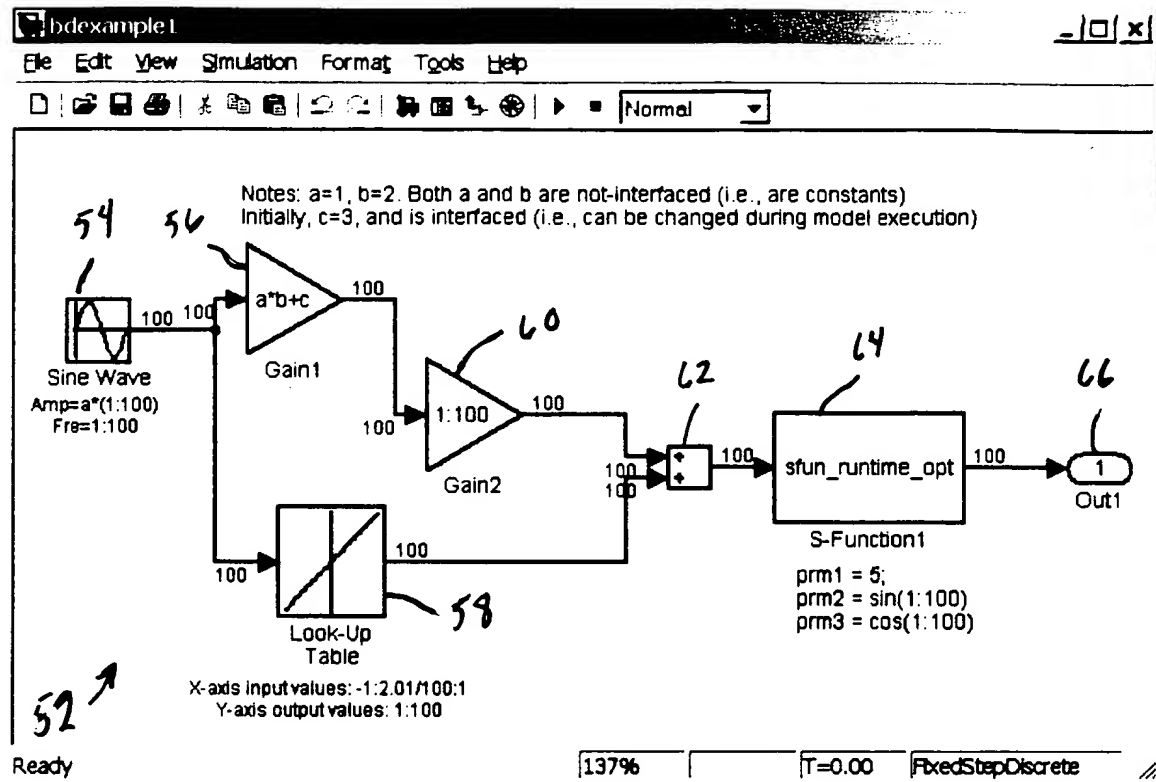 bdexample1
File Edit View Simulation Format Tools Help
Normal
Notes: a=1, b=2. Both a and b are not-interfaced (i.e., are constants)
Initially, c=3, and is interfaced (i.e., can be changed during model execution)
54
56
a*b+c
100
100 100
60
64
Sine Wave
Gain1
62
66
Amp=a*(1:100)
Fre=1:100
100
1:100
100
100
100
100
sfun_runtime_opt
100
1
Gain2
Out1
S-Function1
100
100
prm1 = 5;
prm2 = sin(1:100)
prm3 = cos(1:100)
58
Look-Up
Table
52
X-axis input values: -1:2.01/100:1
Y-axis output values: 1:100
Ready
137%
T=0.00
FixedStepDiscrete